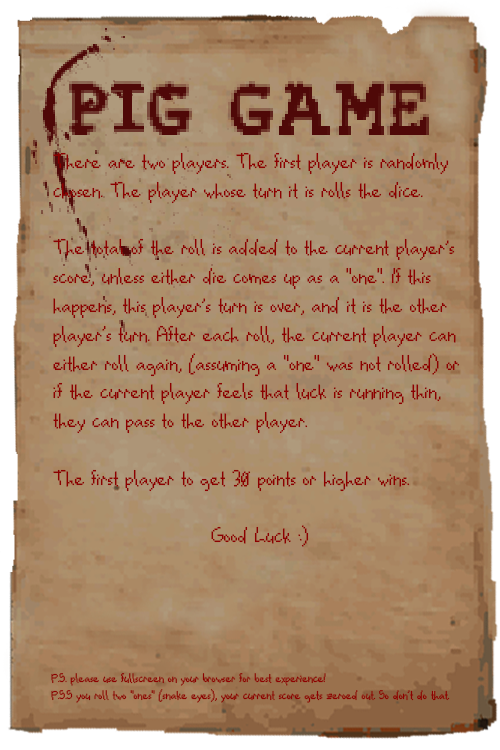 PIG GAME
There are two players. The first player is randomly
chosen. The player whose turn it is rolls the dice.
The total of the roll is added to the current player's
score, unless either die comes up as a "one". If this
happens, this player's turn is over, and it is the other
player's turn. After each roll, the current player can
either roll again, (assuming a "one" was not rolled) or
if the current player feels that luck is running thin,
they can pass to the other player.
The first player to get 30 points or higher wins.
Good Luck :)
P.S. please use fullscreen on your browser for best experience!
P.S.S you roll two "ones" (snake eyes), your current score gets zeroed out. So don't do that